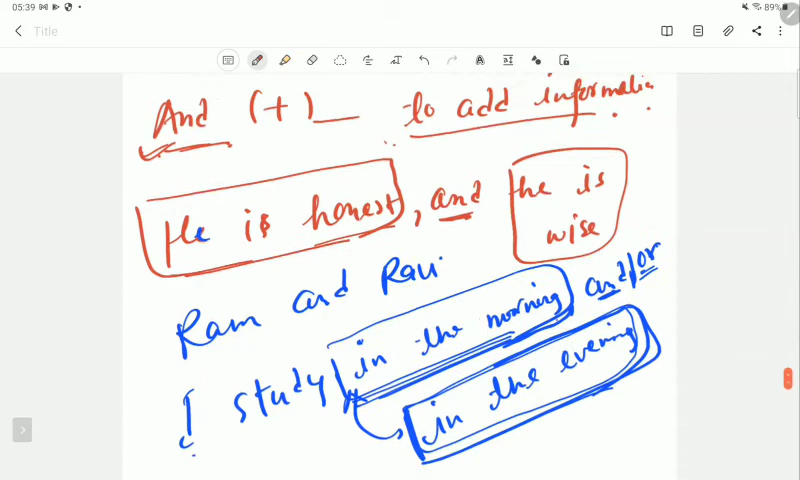 05:39
89%
Title
And (+) to add information
He is honest, and he is wise
Ram and Ravi
I study in the morning and/or
in the evening